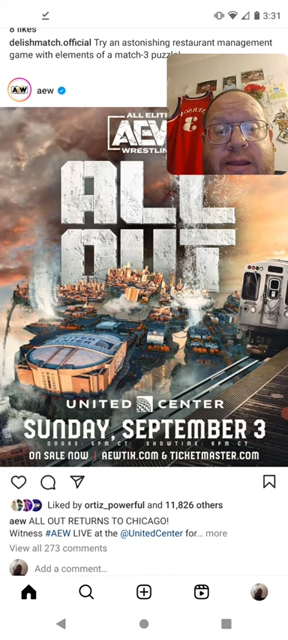 3:31
8 likes
delishmatch.official Try an astonishing restaurant management
game with elements of a match-3 puzzle!
AEW
aew
3
ALL ELITE
AEW
WRESTLING
ALL
OUT
UNITED CENTER
SUNDAY, SEPTEMBER 3
DOORS 5PM CT SHOWTIME 6PM CT
ON SALE NOW | AEWTIX.COM & TICKETMASTER.COM
Liked by ortiz_powerful and 11,826 others
aew ALL OUT RETURNS TO CHICAGO!
Witness #AEW LIVE at the @UnitedCenter for... more
View all 273 comments
Add a comment...